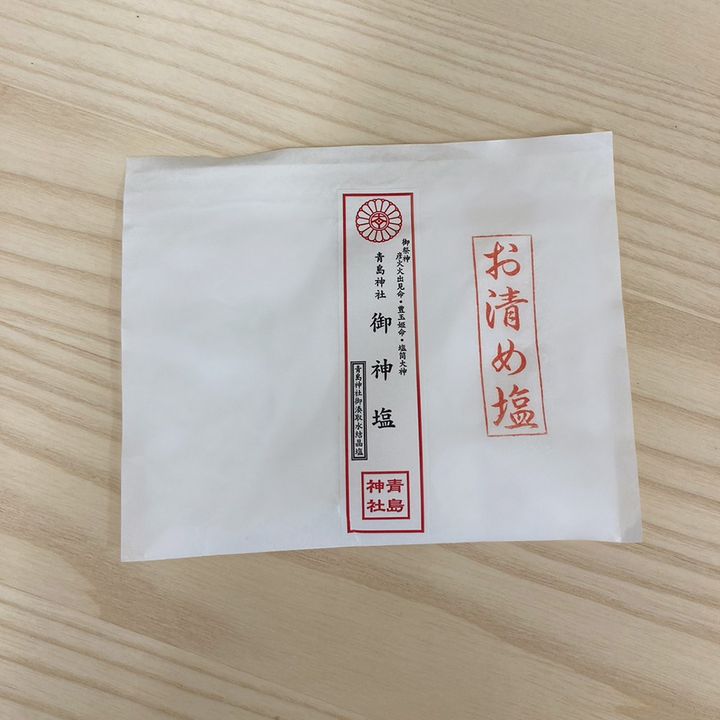 お清め塩
御祭神
彦火火出見命・豊玉姫命・塩筒大神
青島神社
御神塩
青島神社御湊取水結晶塩
青島
神社